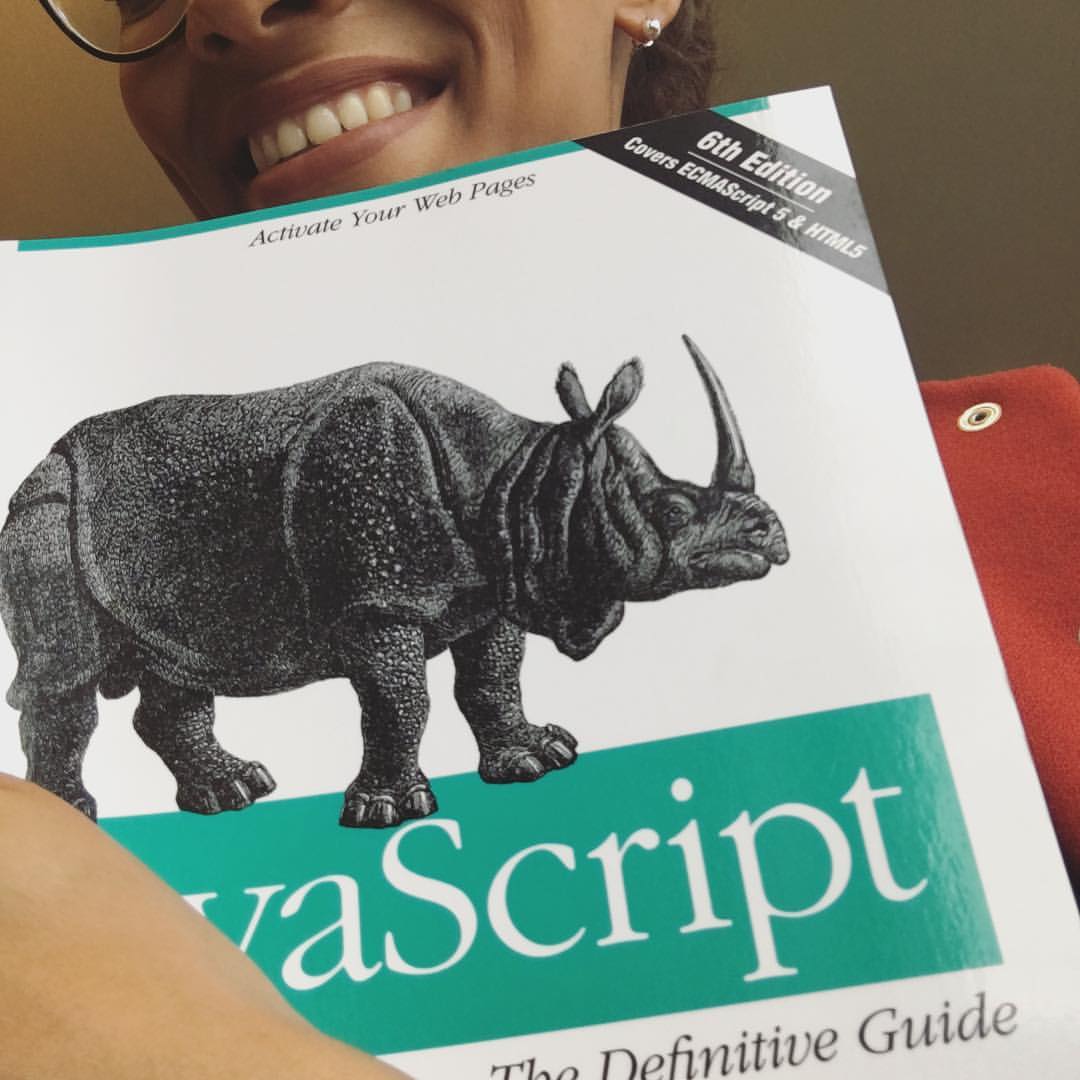 Activate Your Web Pages
6th Edition
Covers ECMAScript 5 & HTML5
vaScript
The Definitive Guide